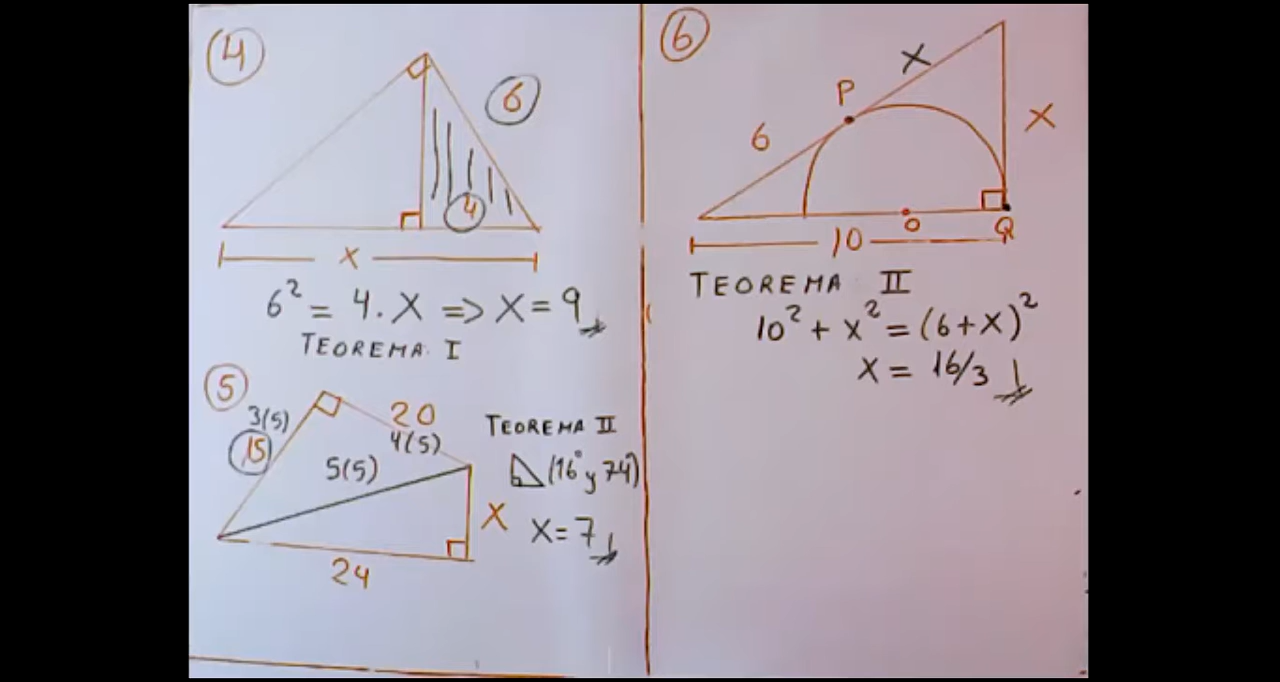 4
6
4
x
6² = 4 . X => X = 9
TEOREMA I
5
3(5)
20
15
4(5)
5(5)
X
24
TEOREMA II
(16° y 74°)
X = 7
6
X
P
6
X
O
Q
10
TEOREMA II
10² + X² = (6+X)²
X = 16/3